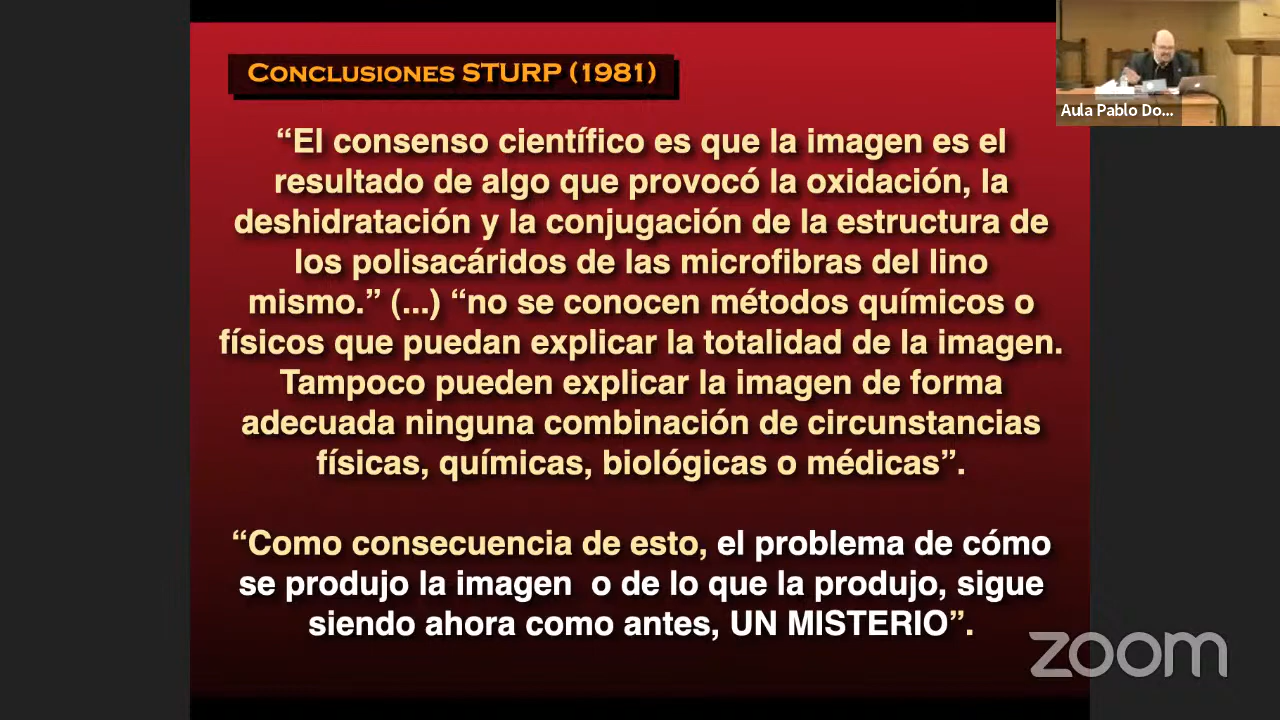 Conclusiones STURP (1981)
“El consenso científico es que la imagen es el
resultado de algo que provocó la oxidación, la
deshidratación y la conjugación de la estructura de
los polisacáridos de las microfibras del lino
mismo.” (...) “no se conocen métodos químicos o
físicos que puedan explicar la totalidad de la imagen.
Tampoco pueden explicar la imagen de forma
adecuada ninguna combinación de circunstancias
físicas, químicas, biológicas o médicas”.
“Como consecuencia de esto, el problema de cómo
se produjo la imagen o de lo que la produjo, sigue
siendo ahora como antes, UN MISTERIO”.
Aula Pablo Do...
zoom